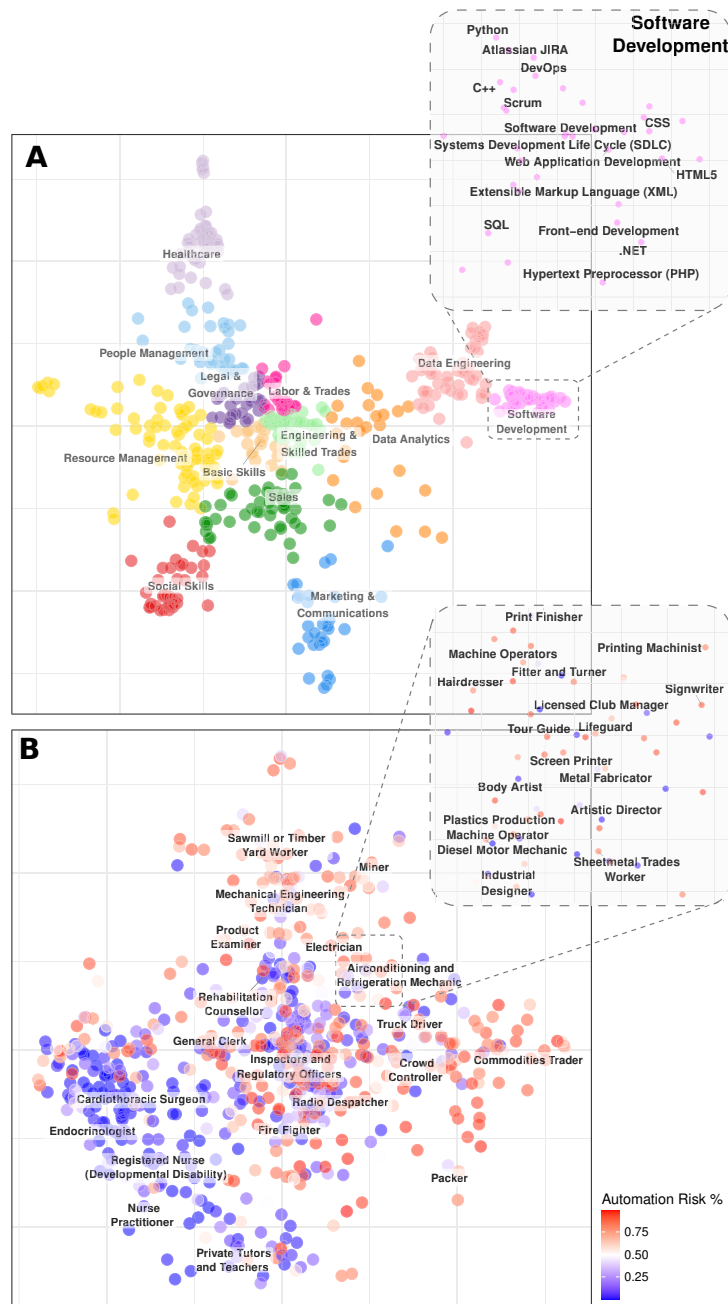 Software
Development
Python
Atlassian JIRA
DevOps
C++
Scrum
Software Development
CSS
Systems Development Life Cycle (SDLC)
Web Application Development
HTML5
Extensible Markup Language (XML)
SQL
Front−end Development
.NET
Hypertext Preprocessor (PHP)
A
Healthcare
People Management
Data Engineering
Legal &
Governance
Labor & Trades
Software
Development
Engineering &
Skilled Trades
Data Analytics
Resource Management
Basic Skills
Sales
Social Skills
Marketing &
Communications
Print Finisher
Printing Machinist
Machine Operators
Fitter and Turner
Hairdresser
Signwriter
Licensed Club Manager
Tour Guide
Lifeguard
Screen Printer
Metal Fabricator
Body Artist
Artistic Director
Plastics Production
Machine Operator
Diesel Motor Mechanic
Sheetmetal Trades
Worker
Industrial
Designer
B
Sawmill or Timber
Yard Worker
Miner
Mechanical Engineering
Technician
Product
Examiner
Electrician
Airconditioning and
Refrigeration Mechanic
Rehabilitation
Counsellor
Truck Driver
General Clerk
Inspectors and
Regulatory Officers
Crowd
Controller
Commodities Trader
Cardiothoracic Surgeon
Radio Despatcher
Endocrinologist
Fire Fighter
Registered Nurse
(Developmental Disability)
Packer
Nurse
Practitioner
Private Tutors
and Teachers
Automation Risk %
0.75
0.50
0.25